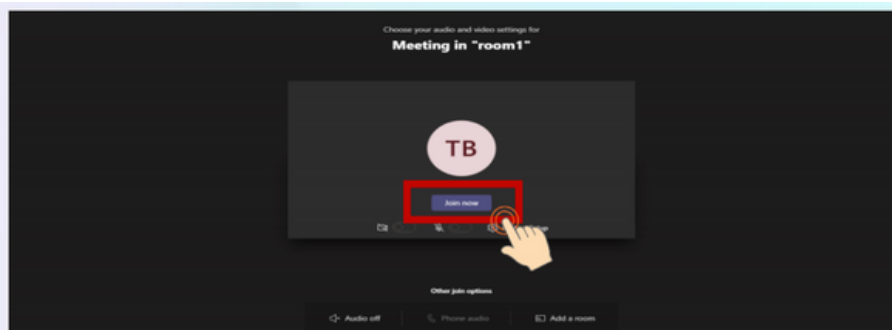 Choose your audio and video settings for
Meeting in "room1"
TB
Join now
Other join options
Audio off
Phone audio
Add a room